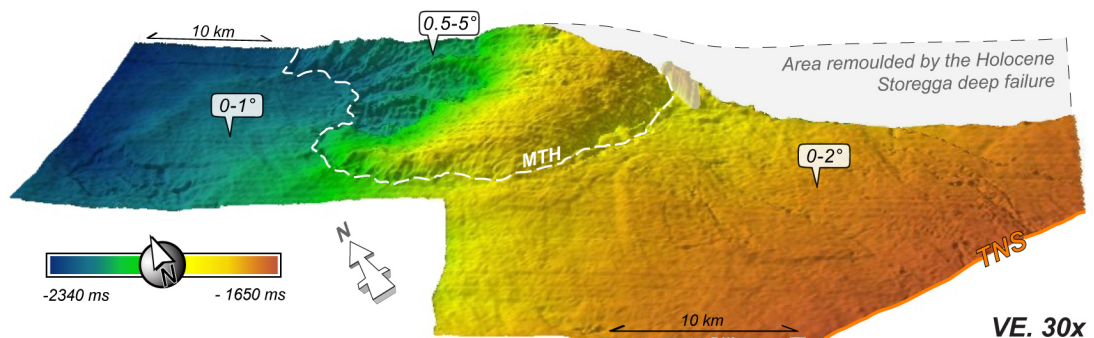 10 km
0.5-5°
Area remoulded by the Holocene
Storegga deep failure
0-1°
MTH
0-2°
N
N
TNS
-2340 ms
- 1650 ms
10 km
VE. 30x